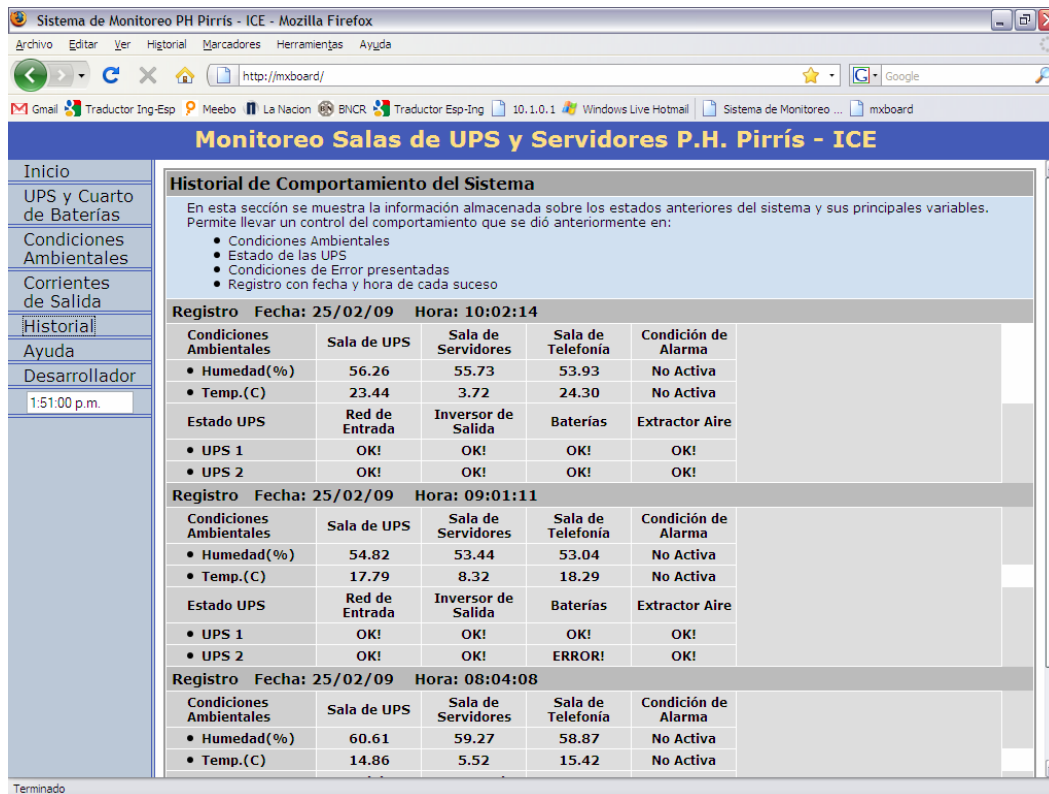 Sistema de Monitoreo PH Pirrís - ICE - Mozilla Firefox
Archivo Editar Ver Historial Marcadores Herramientas Ayuda
http://mxboard/
G Google
Gmail Traductor Ing-Esp Meebo La Nacion BNCR Traductor Esp-Ing 10.1.0.1 Windows Live Hotmail Sistema de Monitoreo ... mxboard
Monitoreo Salas de UPS y Servidores P.H. Pirrís - ICE
Inicio
UPS y Cuarto
de Baterías
Condiciones
Ambientales
Corrientes
de Salida
Historial
Ayuda
Desarrollador
1:51:00 p.m.
Historial de Comportamiento del Sistema
En esta sección se muestra la información almacenada sobre los estados anteriores del sistema y sus principales variables.
Permite llevar un control del comportamiento que se dió anteriormente en:
• Condiciones Ambientales
• Estado de las UPS
• Condiciones de Error presentadas
• Registro con fecha y hora de cada suceso
Registro Fecha: 25/02/09 Hora: 10:02:14
Condiciones Ambientales Sala de UPS Sala de Servidores Sala de Telefonía Condición de Alarma
• Humedad(%) 56.26 55.73 53.93 No Activa
• Temp.(C) 23.44 3.72 24.30 No Activa
Estado UPS Red de Entrada Inversor de Salida Baterías Extractor Aire
• UPS 1 OK! OK! OK! OK!
• UPS 2 OK! OK! OK! OK!
Registro Fecha: 25/02/09 Hora: 09:01:11
Condiciones Ambientales Sala de UPS Sala de Servidores Sala de Telefonía Condición de Alarma
• Humedad(%) 54.82 53.44 53.04 No Activa
• Temp.(C) 17.79 8.32 18.29 No Activa
Estado UPS Red de Entrada Inversor de Salida Baterías Extractor Aire
• UPS 1 OK! OK! OK! OK!
• UPS 2 OK! OK! ERROR! OK!
Registro Fecha: 25/02/09 Hora: 08:04:08
Condiciones Ambientales Sala de UPS Sala de Servidores Sala de Telefonía Condición de Alarma
• Humedad(%) 60.61 59.27 58.87 No Activa
• Temp.(C) 14.86 5.52 15.42 No Activa
Terminado